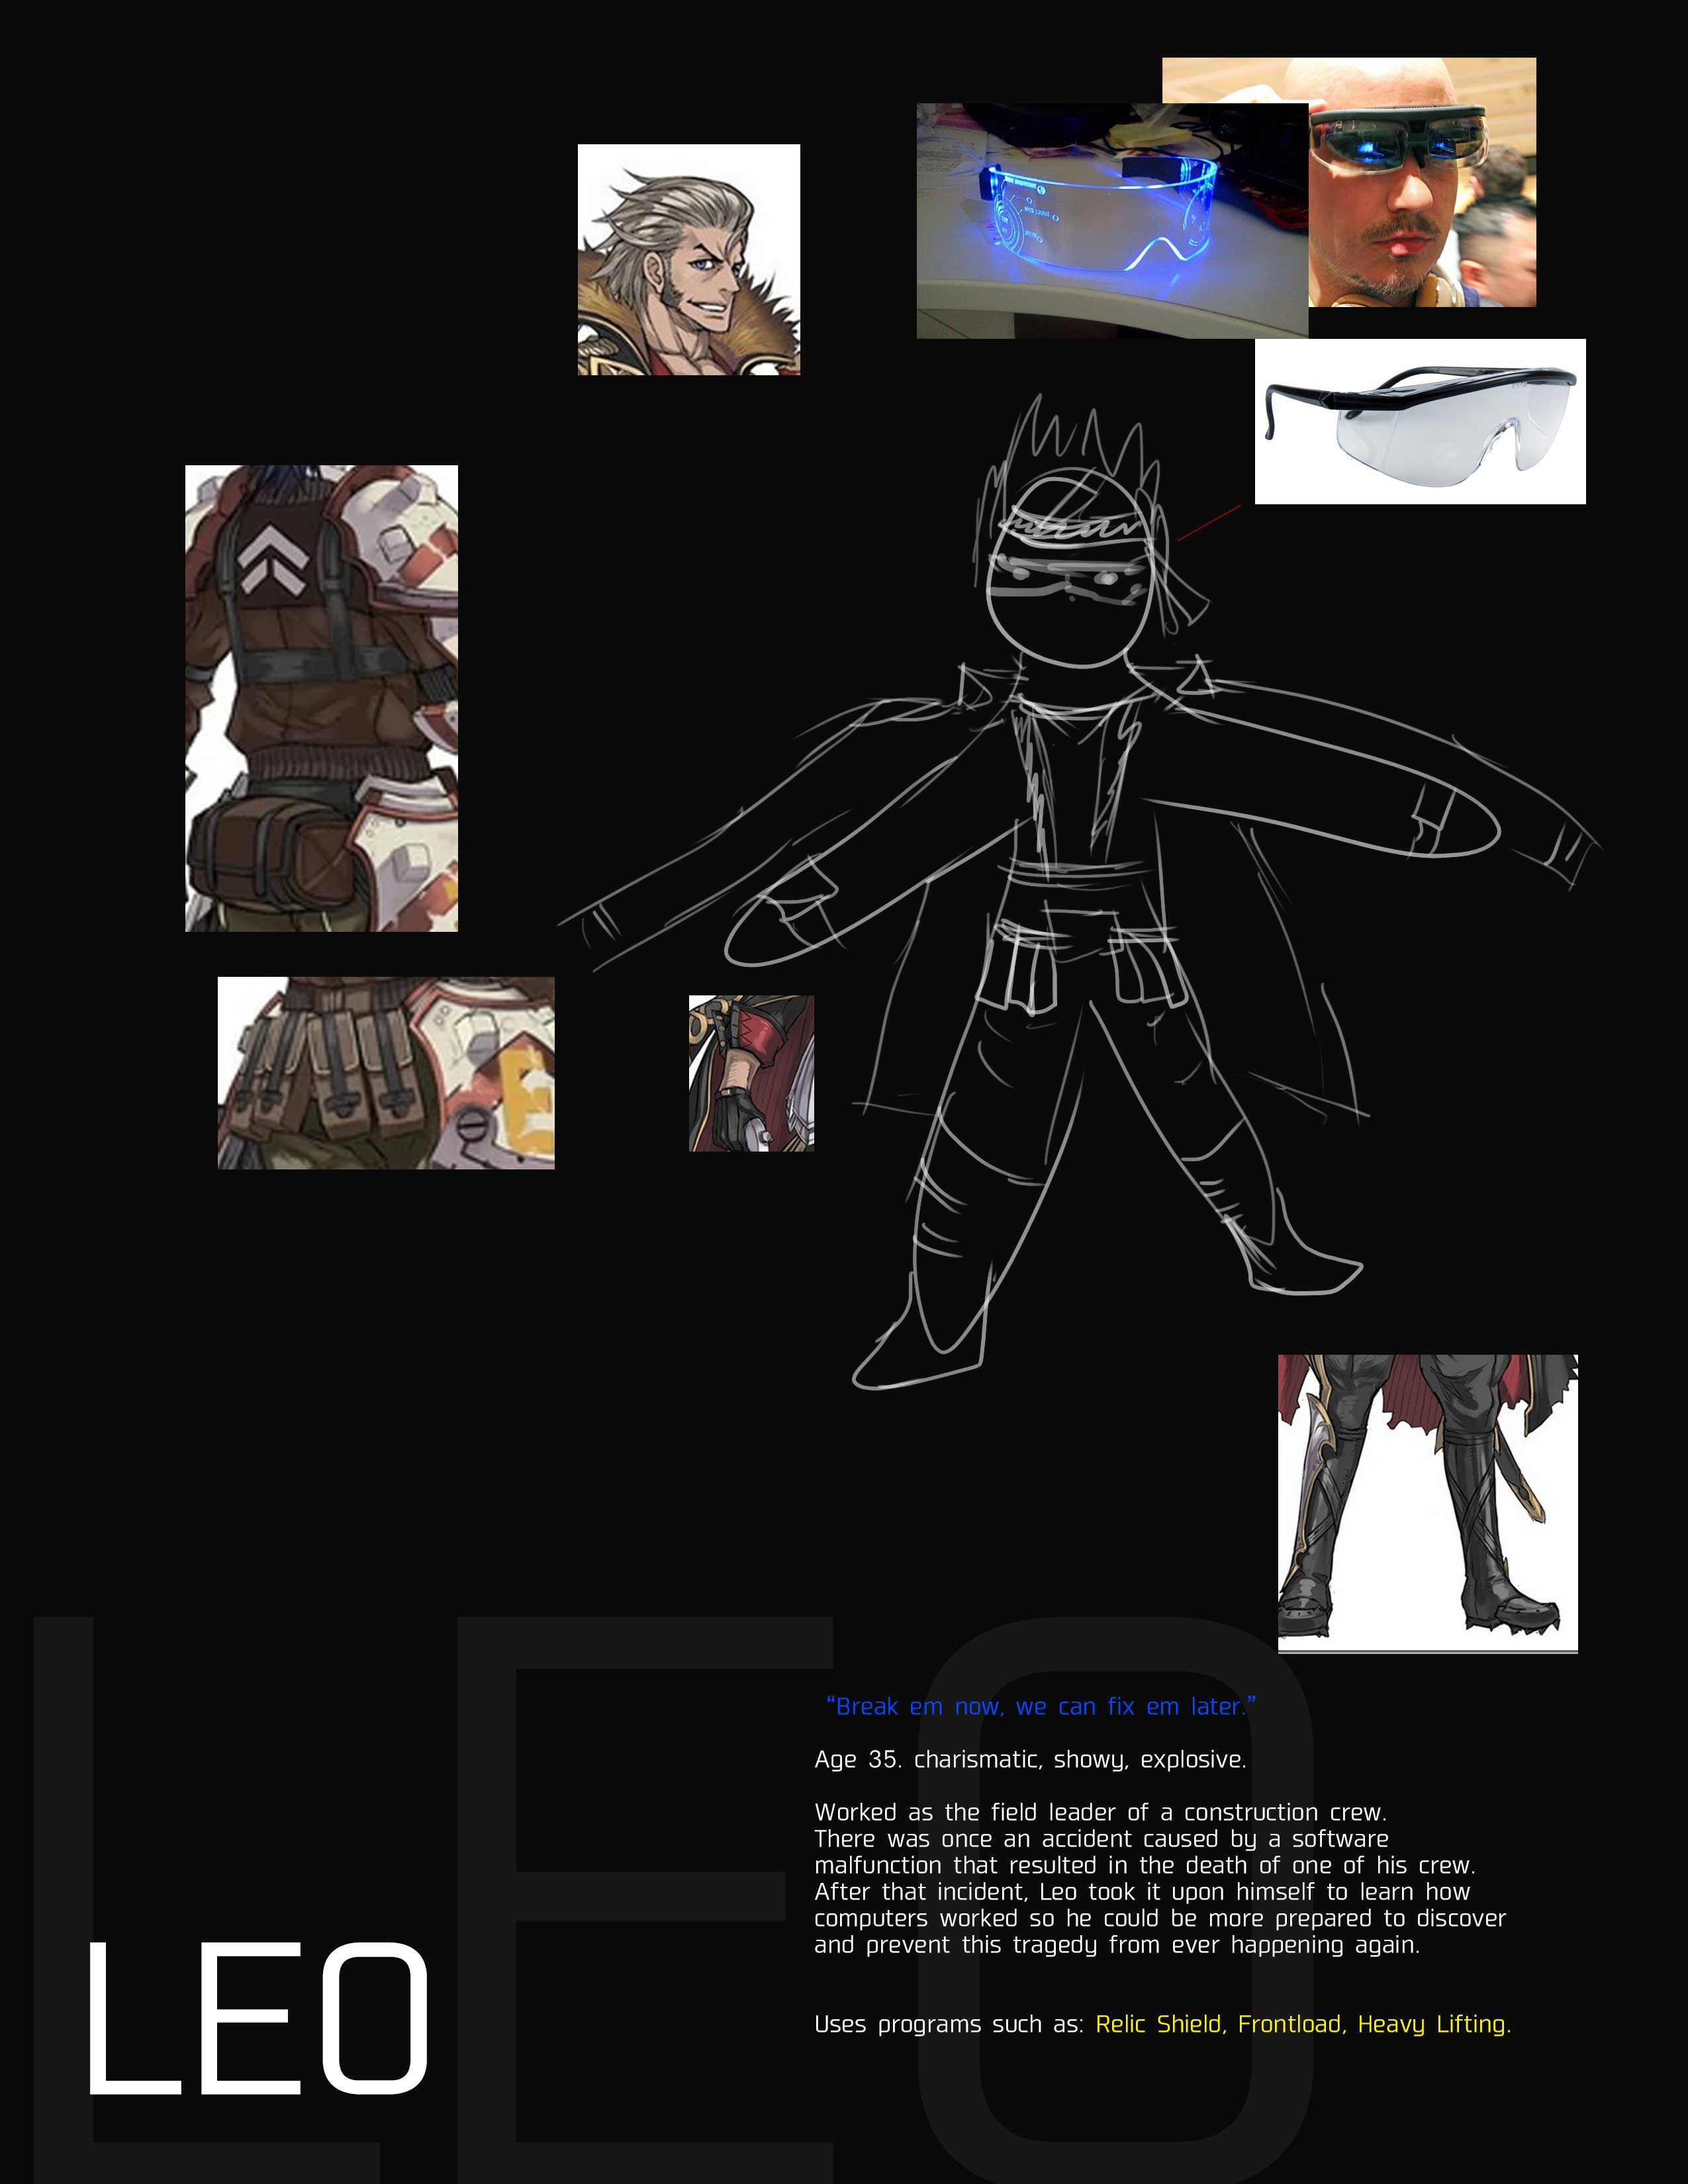 “Break em now, we can fix em later.”
Age 35. charismatic, showy, explosive.
Worked as the field leader of a construction crew.
There was once an accident caused by a software
malfunction that resulted in the death of one of his crew.
After that incident, Leo took it upon himself to learn how
computers worked so he could be more prepared to discover
and prevent this tragedy from ever happening again.
Uses programs such as: Relic Shield, Frontload, Heavy Lifting.
LEO
LEO